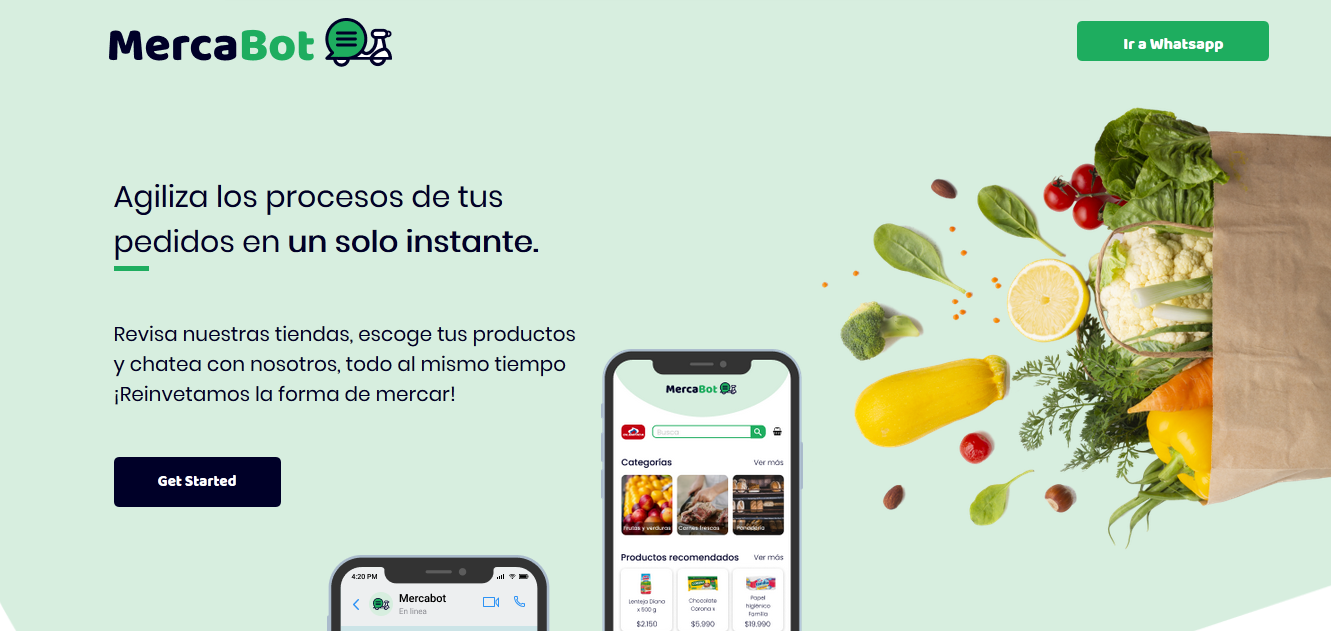 MercaBot
Ir a Whatsapp
Agiliza los procesos de tus
pedidos en un solo instante.
Revisa nuestras tiendas, escoge tus productos
y chatea con nosotros, todo al mismo tiempo
¡Reinvetamos la forma de mercar!
Get Started
MercaBot
Busca
Categorías
Ver más
Frutas y verduras
Carnes frescas
Panadería
Productos recomendados
Ver más
Lenteja Diana
x 500 g
$2.150
Chocolate
Corona x
$5.990
Papel
higiénico
Familia
$19.990
4:20 PM
Mercabot
En linea